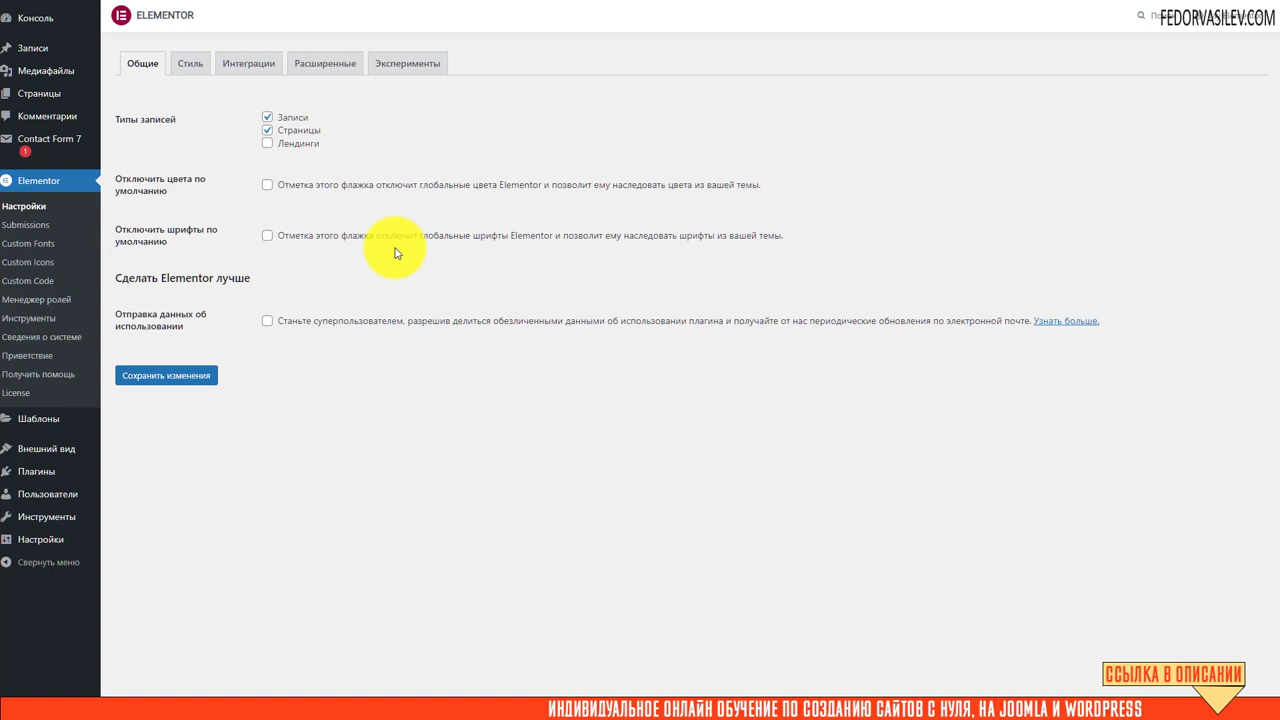 Консоль
Записи
Медиафайлы
Страницы
Комментарии
Contact Form 7
1
Elementor
Настройки
Submissions
Custom Fonts
Custom Icons
Custom Code
Менеджер ролей
Инструменты
Сведения о системе
Приветствие
Получить помощь
License
Шаблоны
Внешний вид
Плагины
Пользователи
Инструменты
Настройки
Свернуть меню
ELEMENTOR
FEDORVASILEV.COM
Общие
Стиль
Интеграции
Расширенные
Эксперименты
Типы записей
Записи
Страницы
Лендинги
Отключить цвета по
умолчанию
Отметка этого флажка отключит глобальные цвета Elementor и позволит ему наследовать цвета из вашей темы.
Отключить шрифты по
умолчанию
Отметка этого флажка отключит глобальные шрифты Elementor и позволит ему наследовать шрифты из вашей темы.
Сделать Elementor лучше
Отправка данных об
использовании
Станьте суперпользователем, разрешив делиться обезличенными данными об использовании плагина и получайте от нас периодические обновления по электронной почте. Узнать больше.
Сохранить изменения
ССЫЛКА В ОПИСАНИИ
ИНДИВИДУАЛЬНОЕ ОНЛАЙН ОБУЧЕНИЕ ПО СОЗДАНИЮ САЙТОВ С НУЛЯ, НА JOOMLA И WORDPRESS